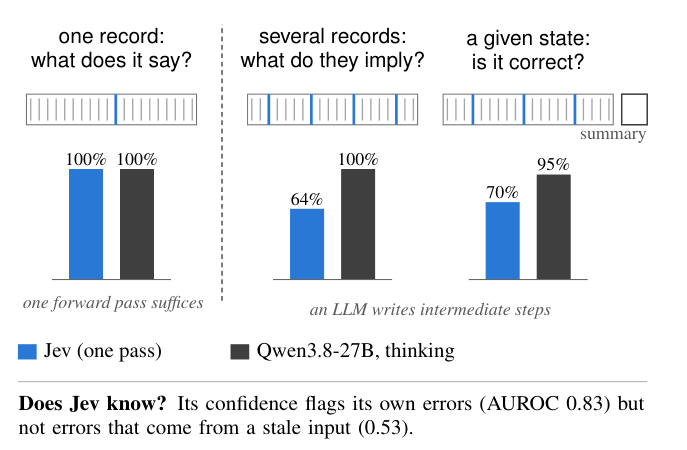 one record:
what does it say?
several records:
what do they imply?
a given state:
is it correct?
summary
100% 100%
64%
100%
70%
95%
one forward pass suffices
an LLM writes intermediate steps
Jev (one pass)
Qwen3.8-27B, thinking
Does Jev know? Its confidence flags its own errors (AUROC 0.83) but
not errors that come from a stale input (0.53).